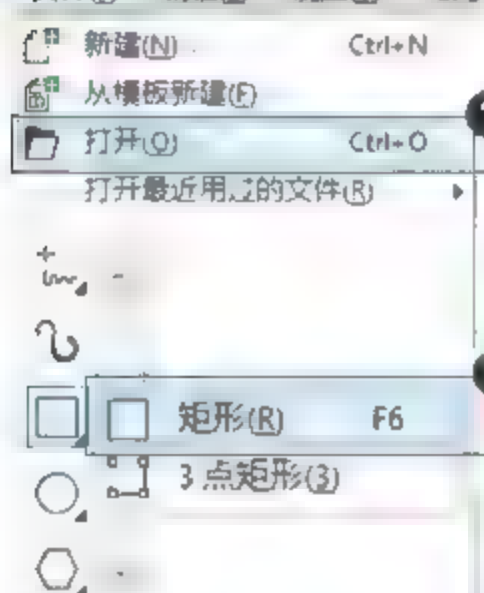 新建(N) Ctrl+N
从模板新建(F)
打开(O) Ctrl+O
打开最近用过的文件(R)
矩形(R) F6
3 点矩形(3)